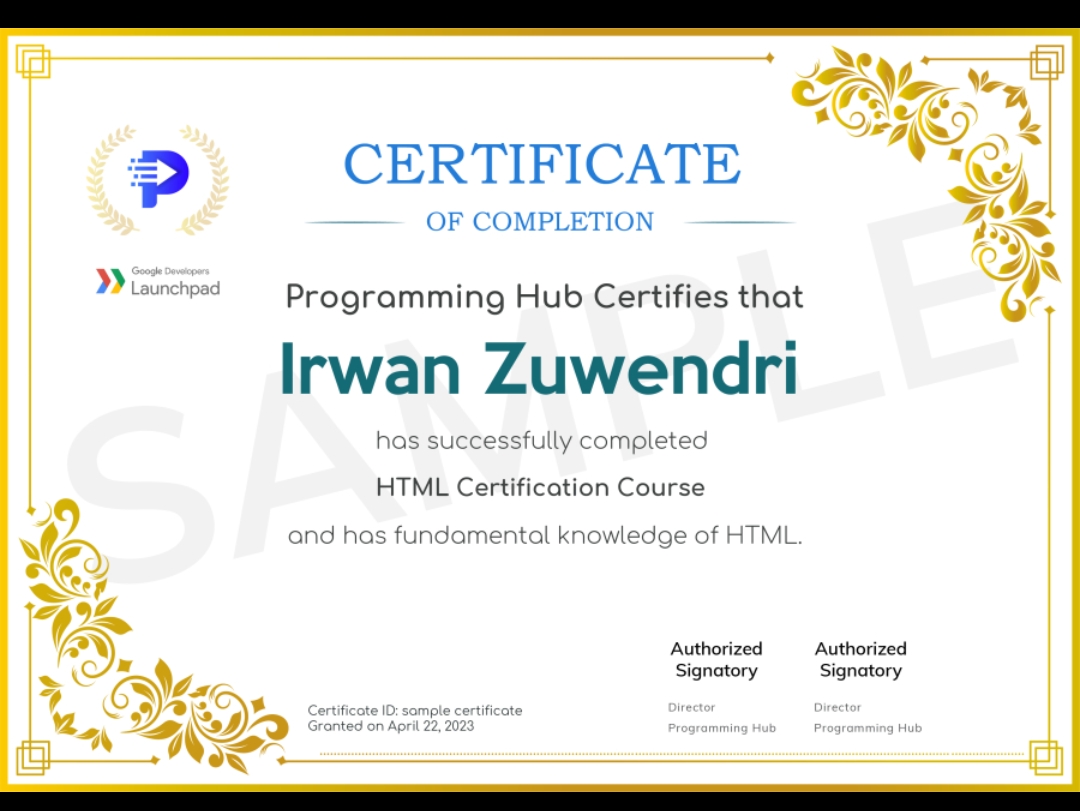 CERTIFICATE
OF COMPLETION
Google Developers
Launchpad
Programming Hub Certifies that
Irwan Zuwendri
has successfully completed
HTML Certification Course
and has fundamental knowledge of HTML.
SAMPLE
Authorized Signatory
Authorized Signatory
Director
Programming Hub
Director
Programming Hub
Certificate ID: sample certificate
Granted on April 22, 2023